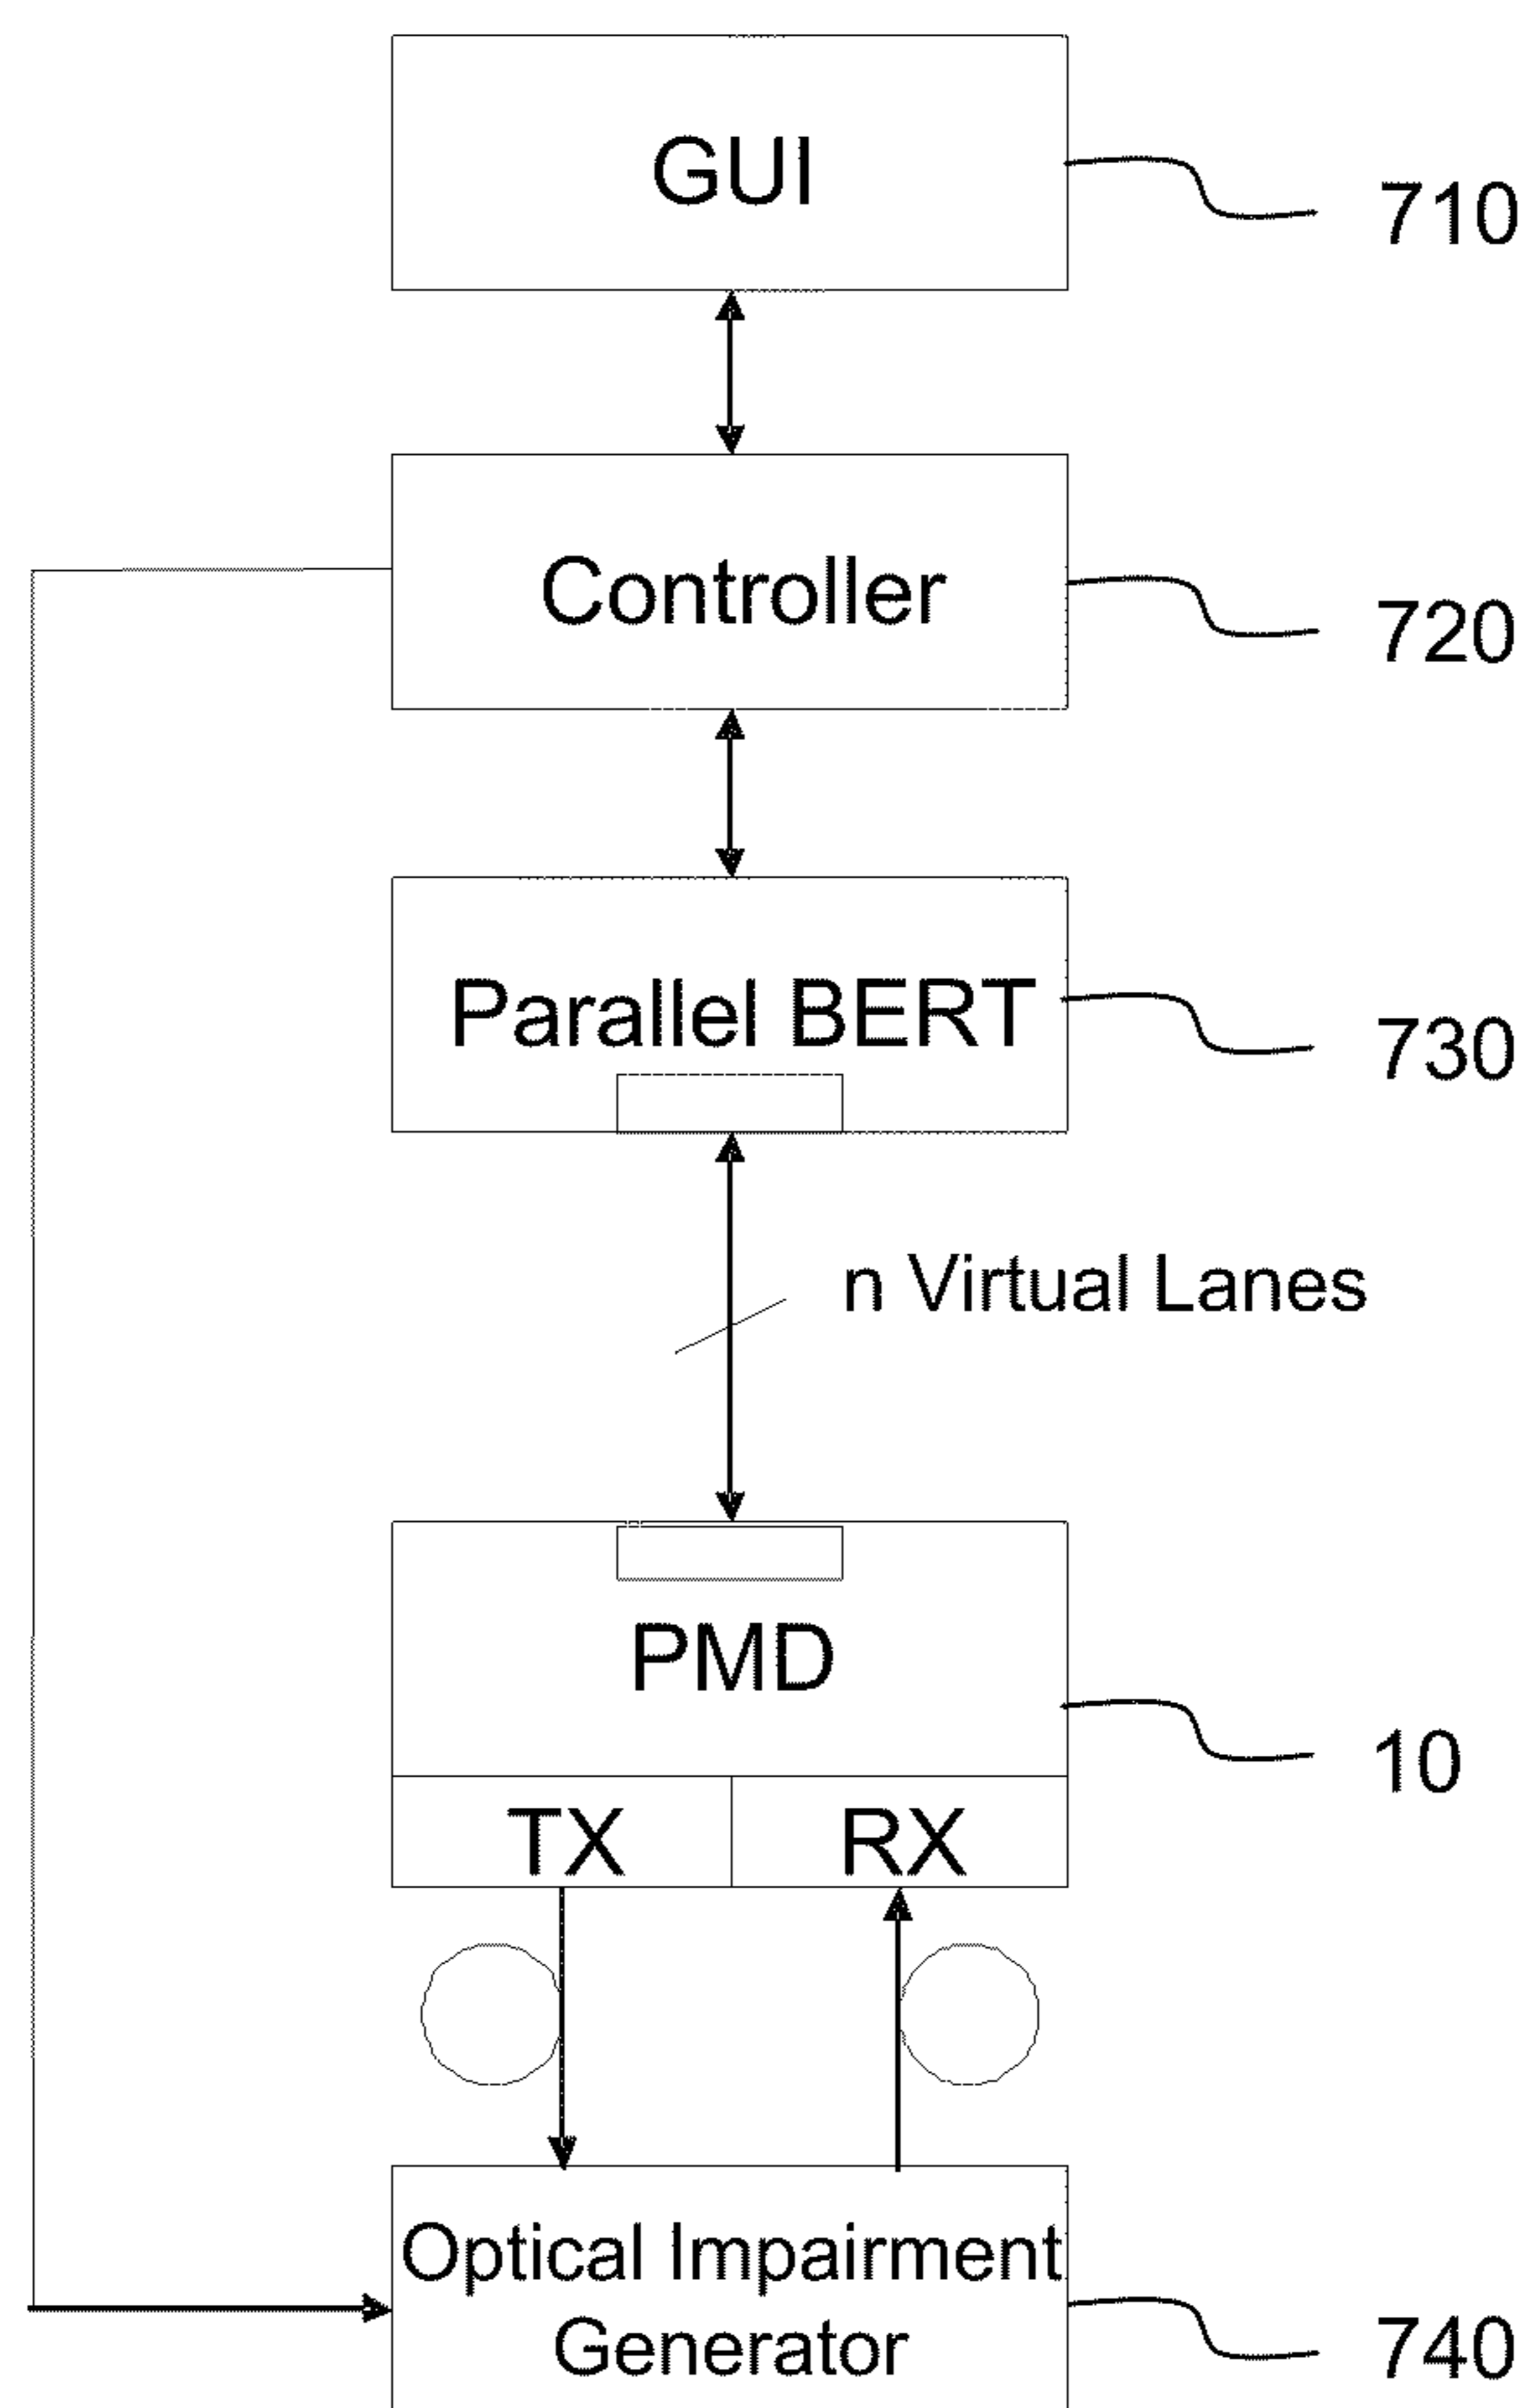 GUI
710
Controller
720
Parallel BERT
730
n Virtual Lanes
PMD
10
TX RX
Optical Impairment
Generator
740